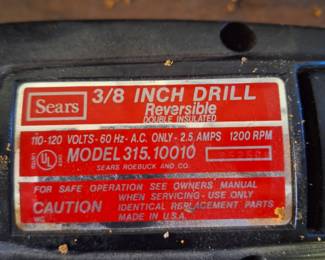 Sears
3/8 INCH DRILL
Reversible
DOUBLE INSULATED
110-120 VOLTS-60 Hz-A.C. ONLY-2.5 AMPS 1200 RPM
UL
MODEL 315.10010
SEARS, ROEBUCK AND CO.
FOR SAFE OPERATION SEE OWNERS MANUAL
CAUTION
WHEN SERVICING-USE ONLY
IDENTICAL REPLACEMENT PARTS
MADE IN U.S.A.